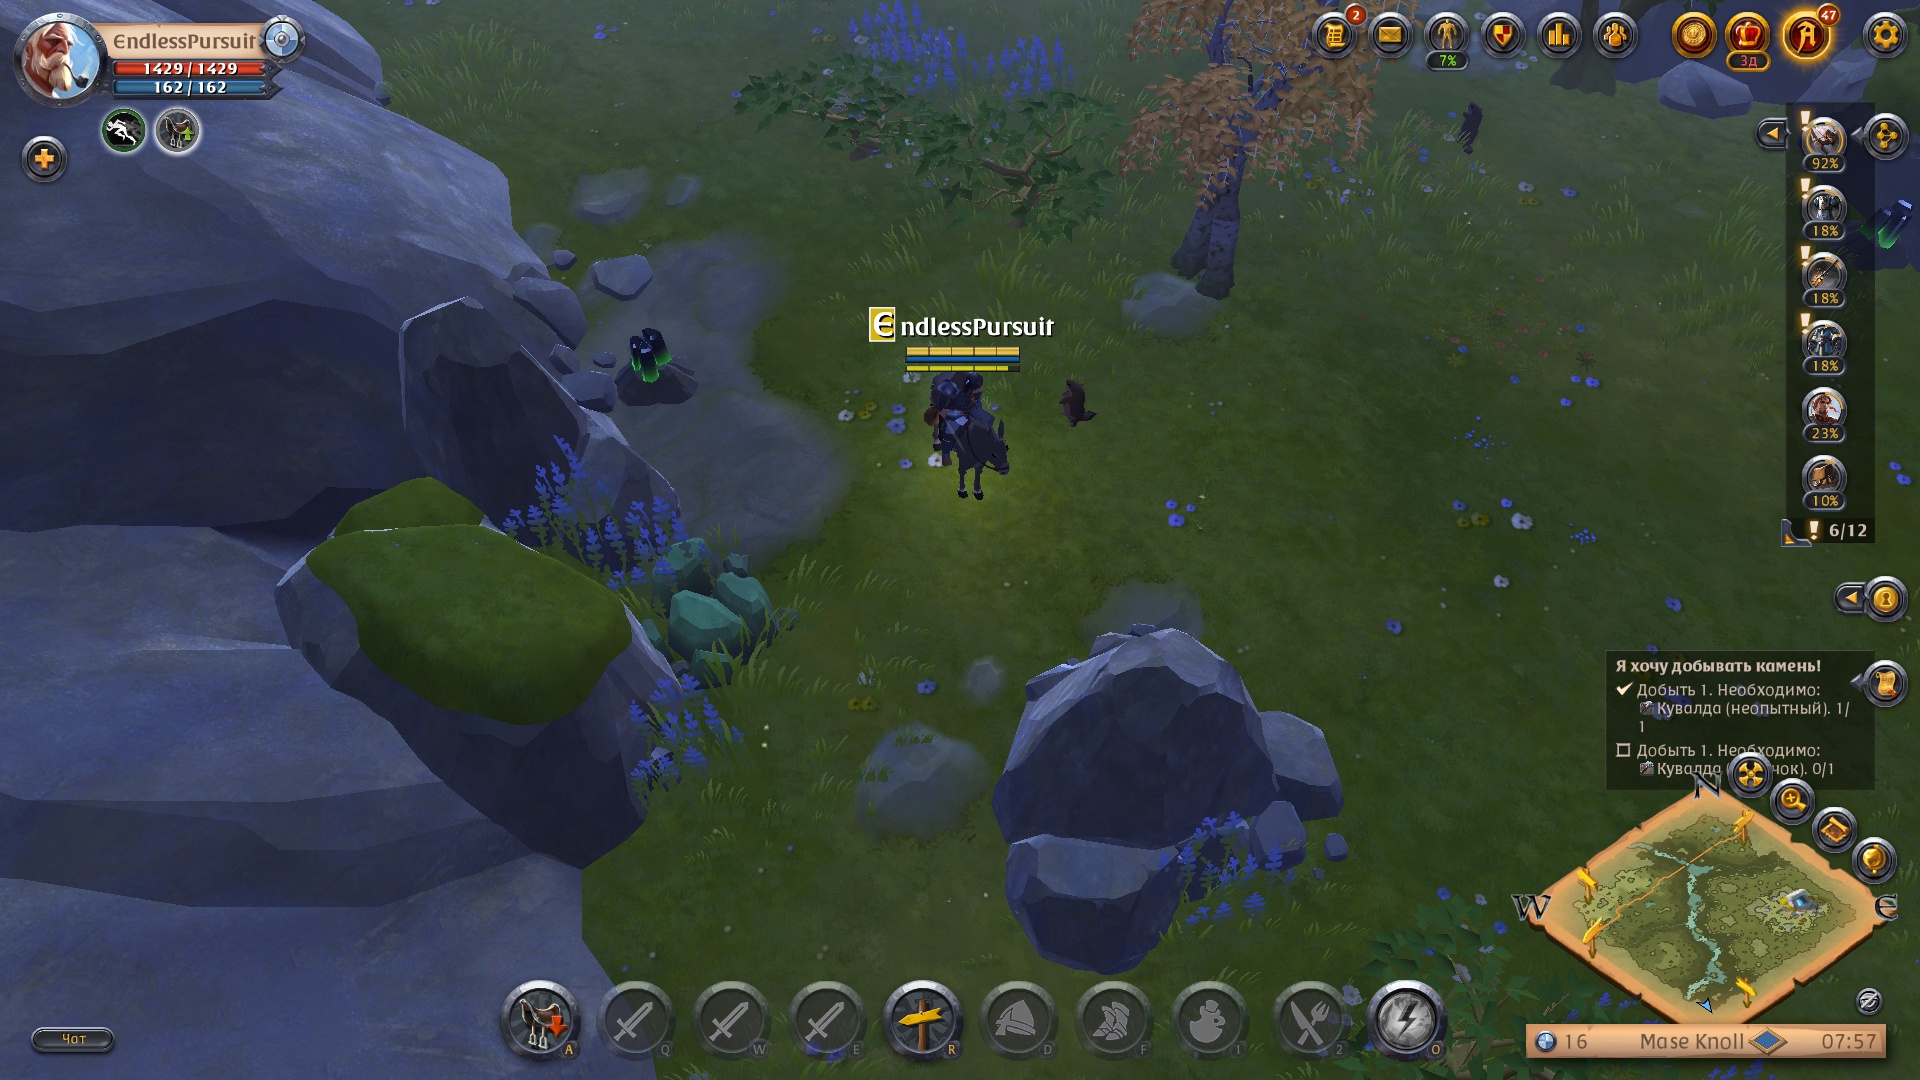 EndlessPursuit
1429 / 1429
162 / 162
2
7%
3д
47
92%
18%
18%
18%
23%
10%
6/12
EndlessPursuit
Я хочу добывать камень!
Добыть 1. Необходимо:
Кувалда (неопытный). 1/
1
Добыть 1. Необходимо:
Кувалда чок). 0/1
N
W
E
A
Q
W
E
R
D
F
1
2
O
Чат
16
Mase Knoll
07:57